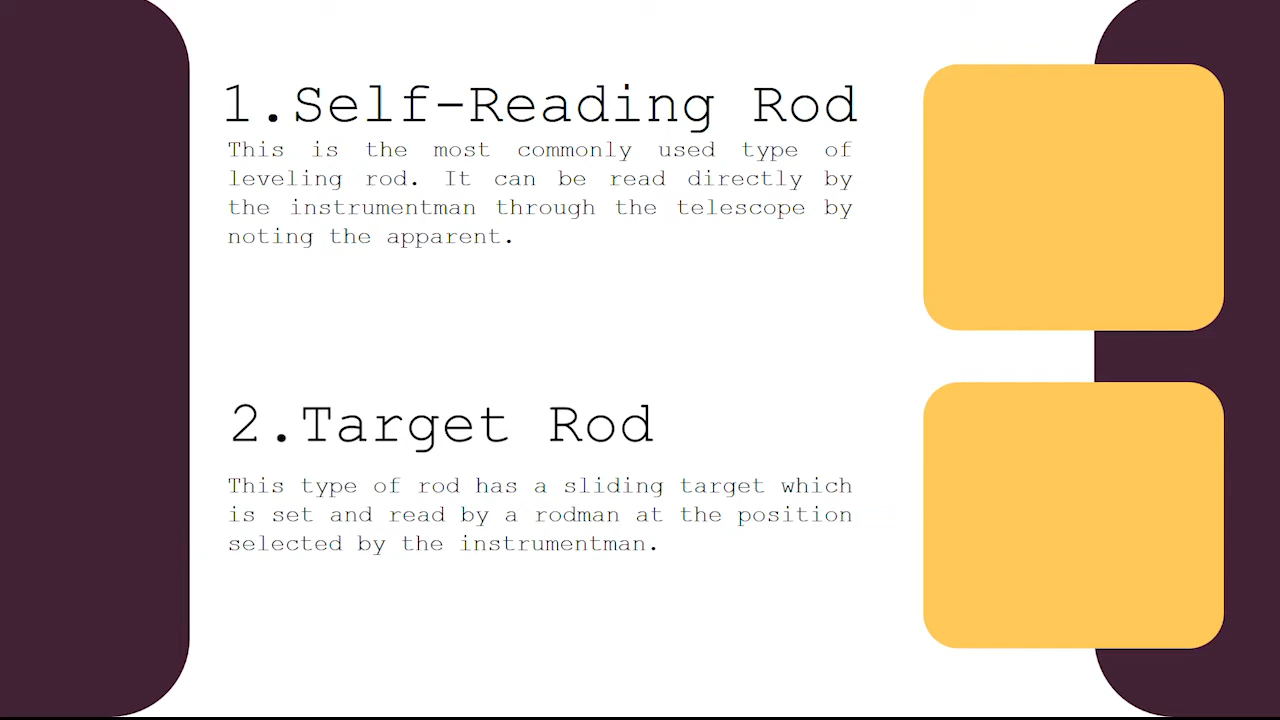 1.Self-Reading Rod
This is the most commonly used type of
leveling rod. It can be read directly by
the instrumentman through the telescope by
noting the apparent.
2.Target Rod
This type of rod has a sliding target which
is set and read by a rodman at the position
selected by the instrumentman.